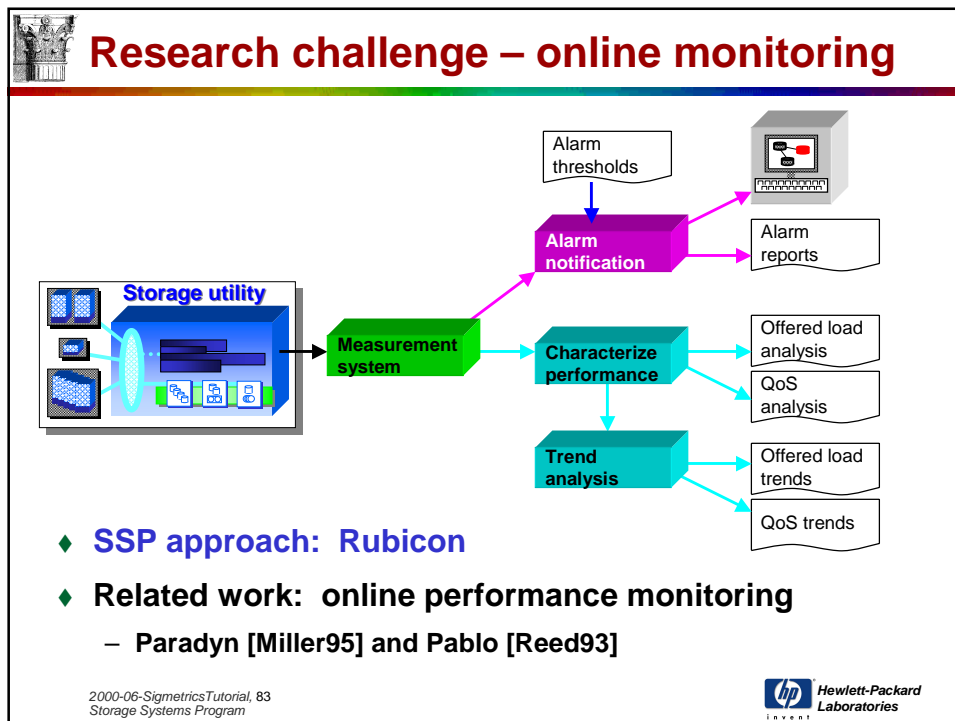 Research challenge – online monitoring
Alarm
thresholds
Alarm
notification
Alarm
reports
Storage utility
Measurement
system
Characterize
performance
Offered load
analysis
QoS
analysis
Trend
analysis
Offered load
trends
QoS trends
♦ SSP approach: Rubicon
♦ Related work: online performance monitoring
– Paradyn [Miller95] and Pablo [Reed93]
2000-06-SigmetricsTutorial, 83
Storage Systems Program
hp
invent
Hewlett-Packard
Laboratories